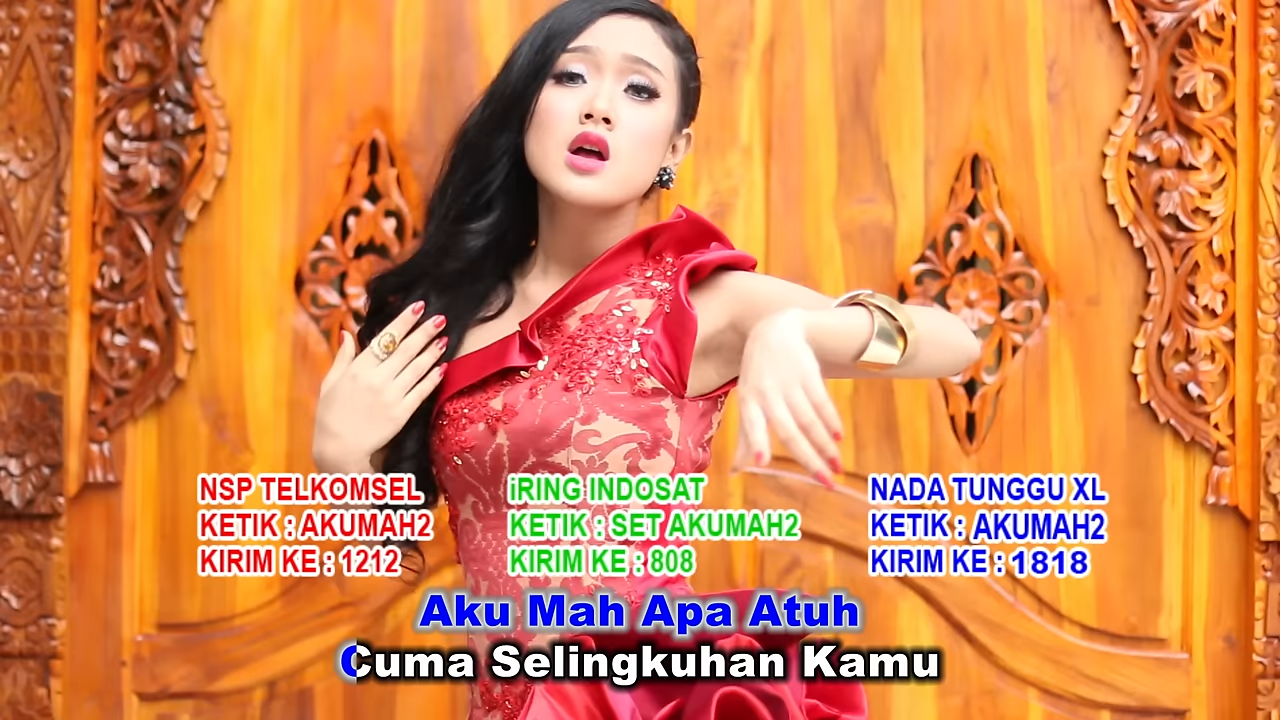 NSP TELKOMSEL
KETIK : AKUMAH2
KIRIM KE : 1212
iRING INDOSAT
KETIK : SET AKUMAH2
KIRIM KE : 808
NADA TUNGGU XL
KETIK : AKUMAH2
KIRIM KE : 1818
Aku Mah Apa Atuh
Cuma Selingkuhan Kamu